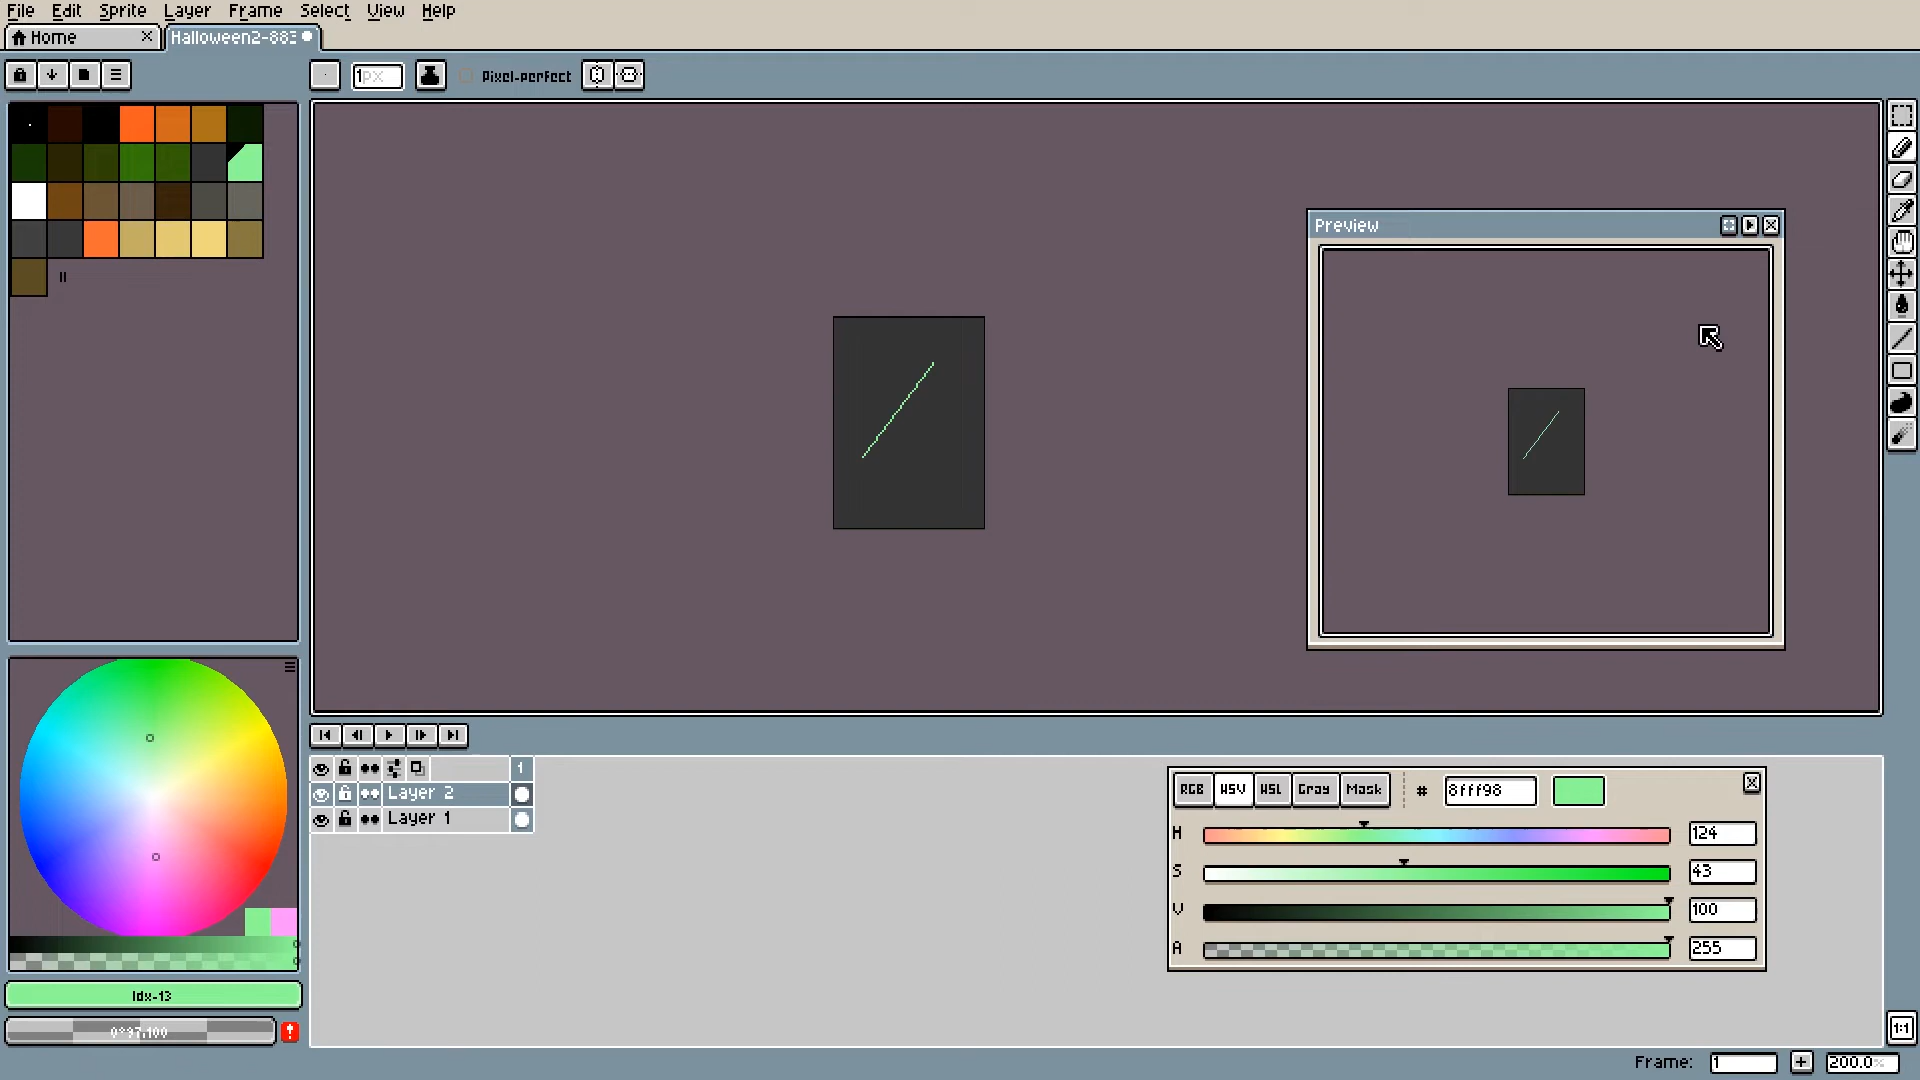 File Edit Sprite Layer Frame Select View Help
Home Halloween2-883
1px Pixel-perfect
Preview
1
Layer 2
Layer 1
RGB HSV HSL Gray Mask # 8fff98
H 124
S 43
V 100
A 255
Idx-13
1:1
Frame: 1 + 200.0